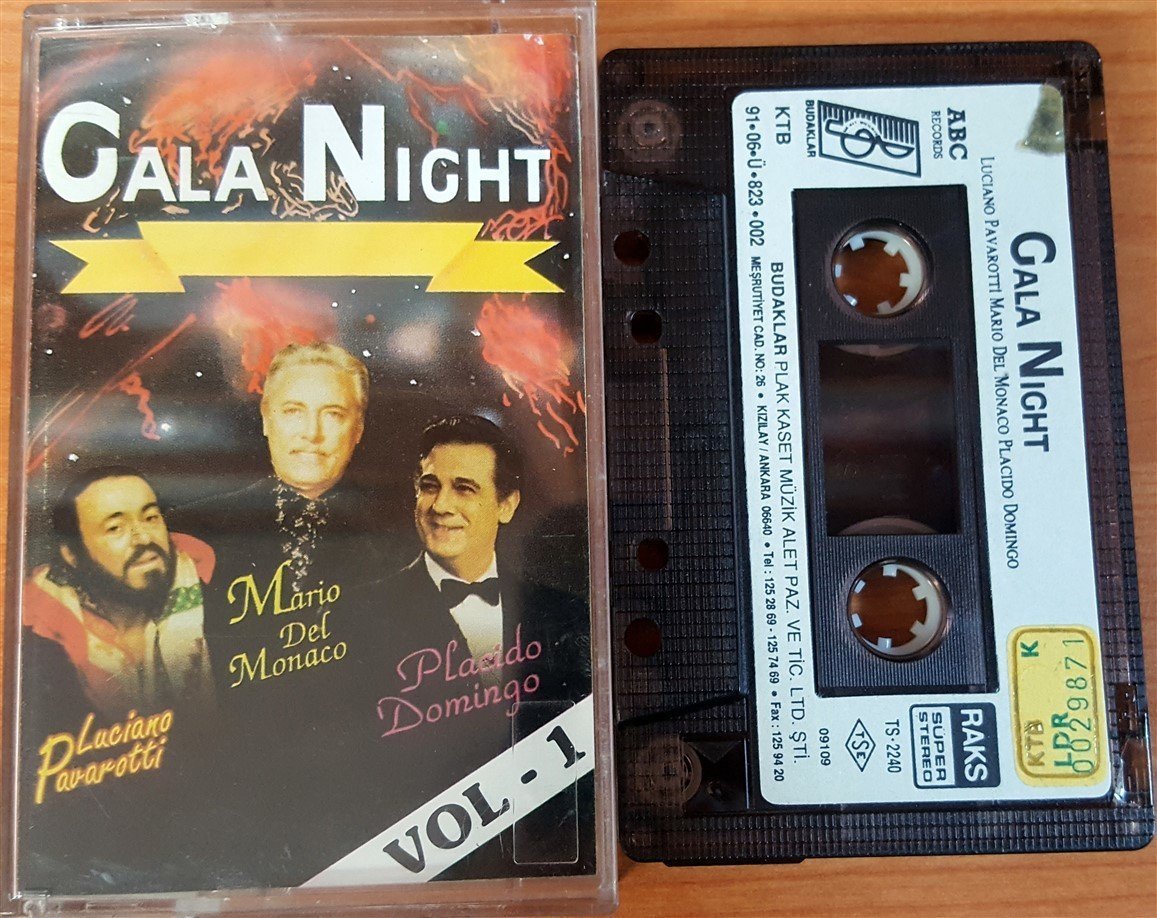 GALA NIGHT
Mario
Del
Monaco
Placido
Domingo
Luciano
Pavarotti
VOL - 1
ABC
RECORDS
BUDAKLAR
KTB
91•06•Ü•823•002
GALA NIGHT
LUCIANO PAVAROTTI MARIO DEL MONACO PLACIDO DOMINGO
BUDAKLAR PLAK KASET MÜZİK ALET PAZ. VE TİC. LTD. ŞTİ.
MEŞRUTİYET CAD. NO: 26 • KIZILAY / ANKARA 06640 • Tel : 125 28 69 - 125 74 69 • Fax : 125 94 20
RAKS
SÜPER
STEREO
TS-2240
TSE
09109
K
002987 1
LPR
KTB